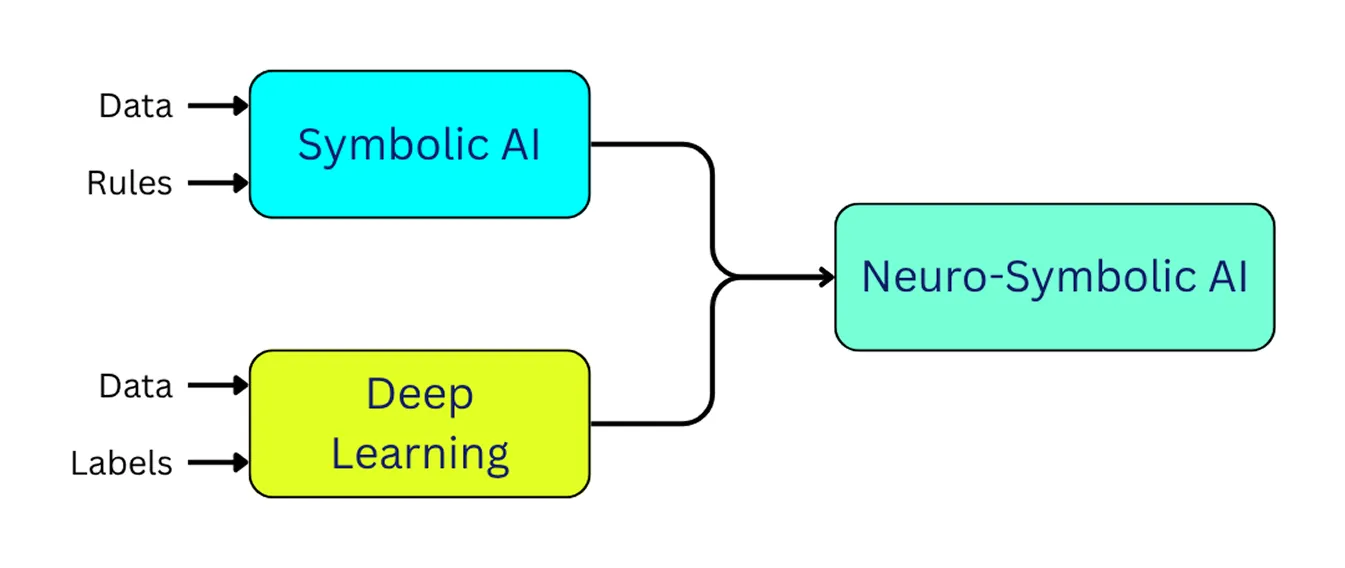 Data
Rules
Symbolic AI
Data
Labels
Deep
Learning
Neuro-Symbolic AI